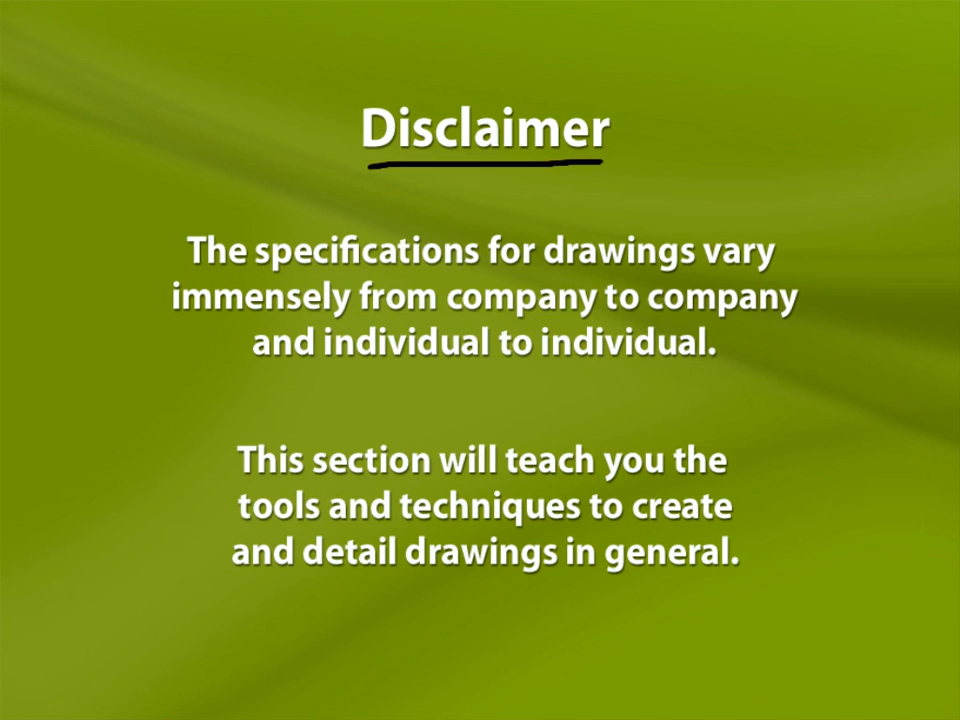 Disclaimer
The specifications for drawings vary
immensely from company to company
and individual to individual.
This section will teach you the
tools and techniques to create
and detail drawings in general.